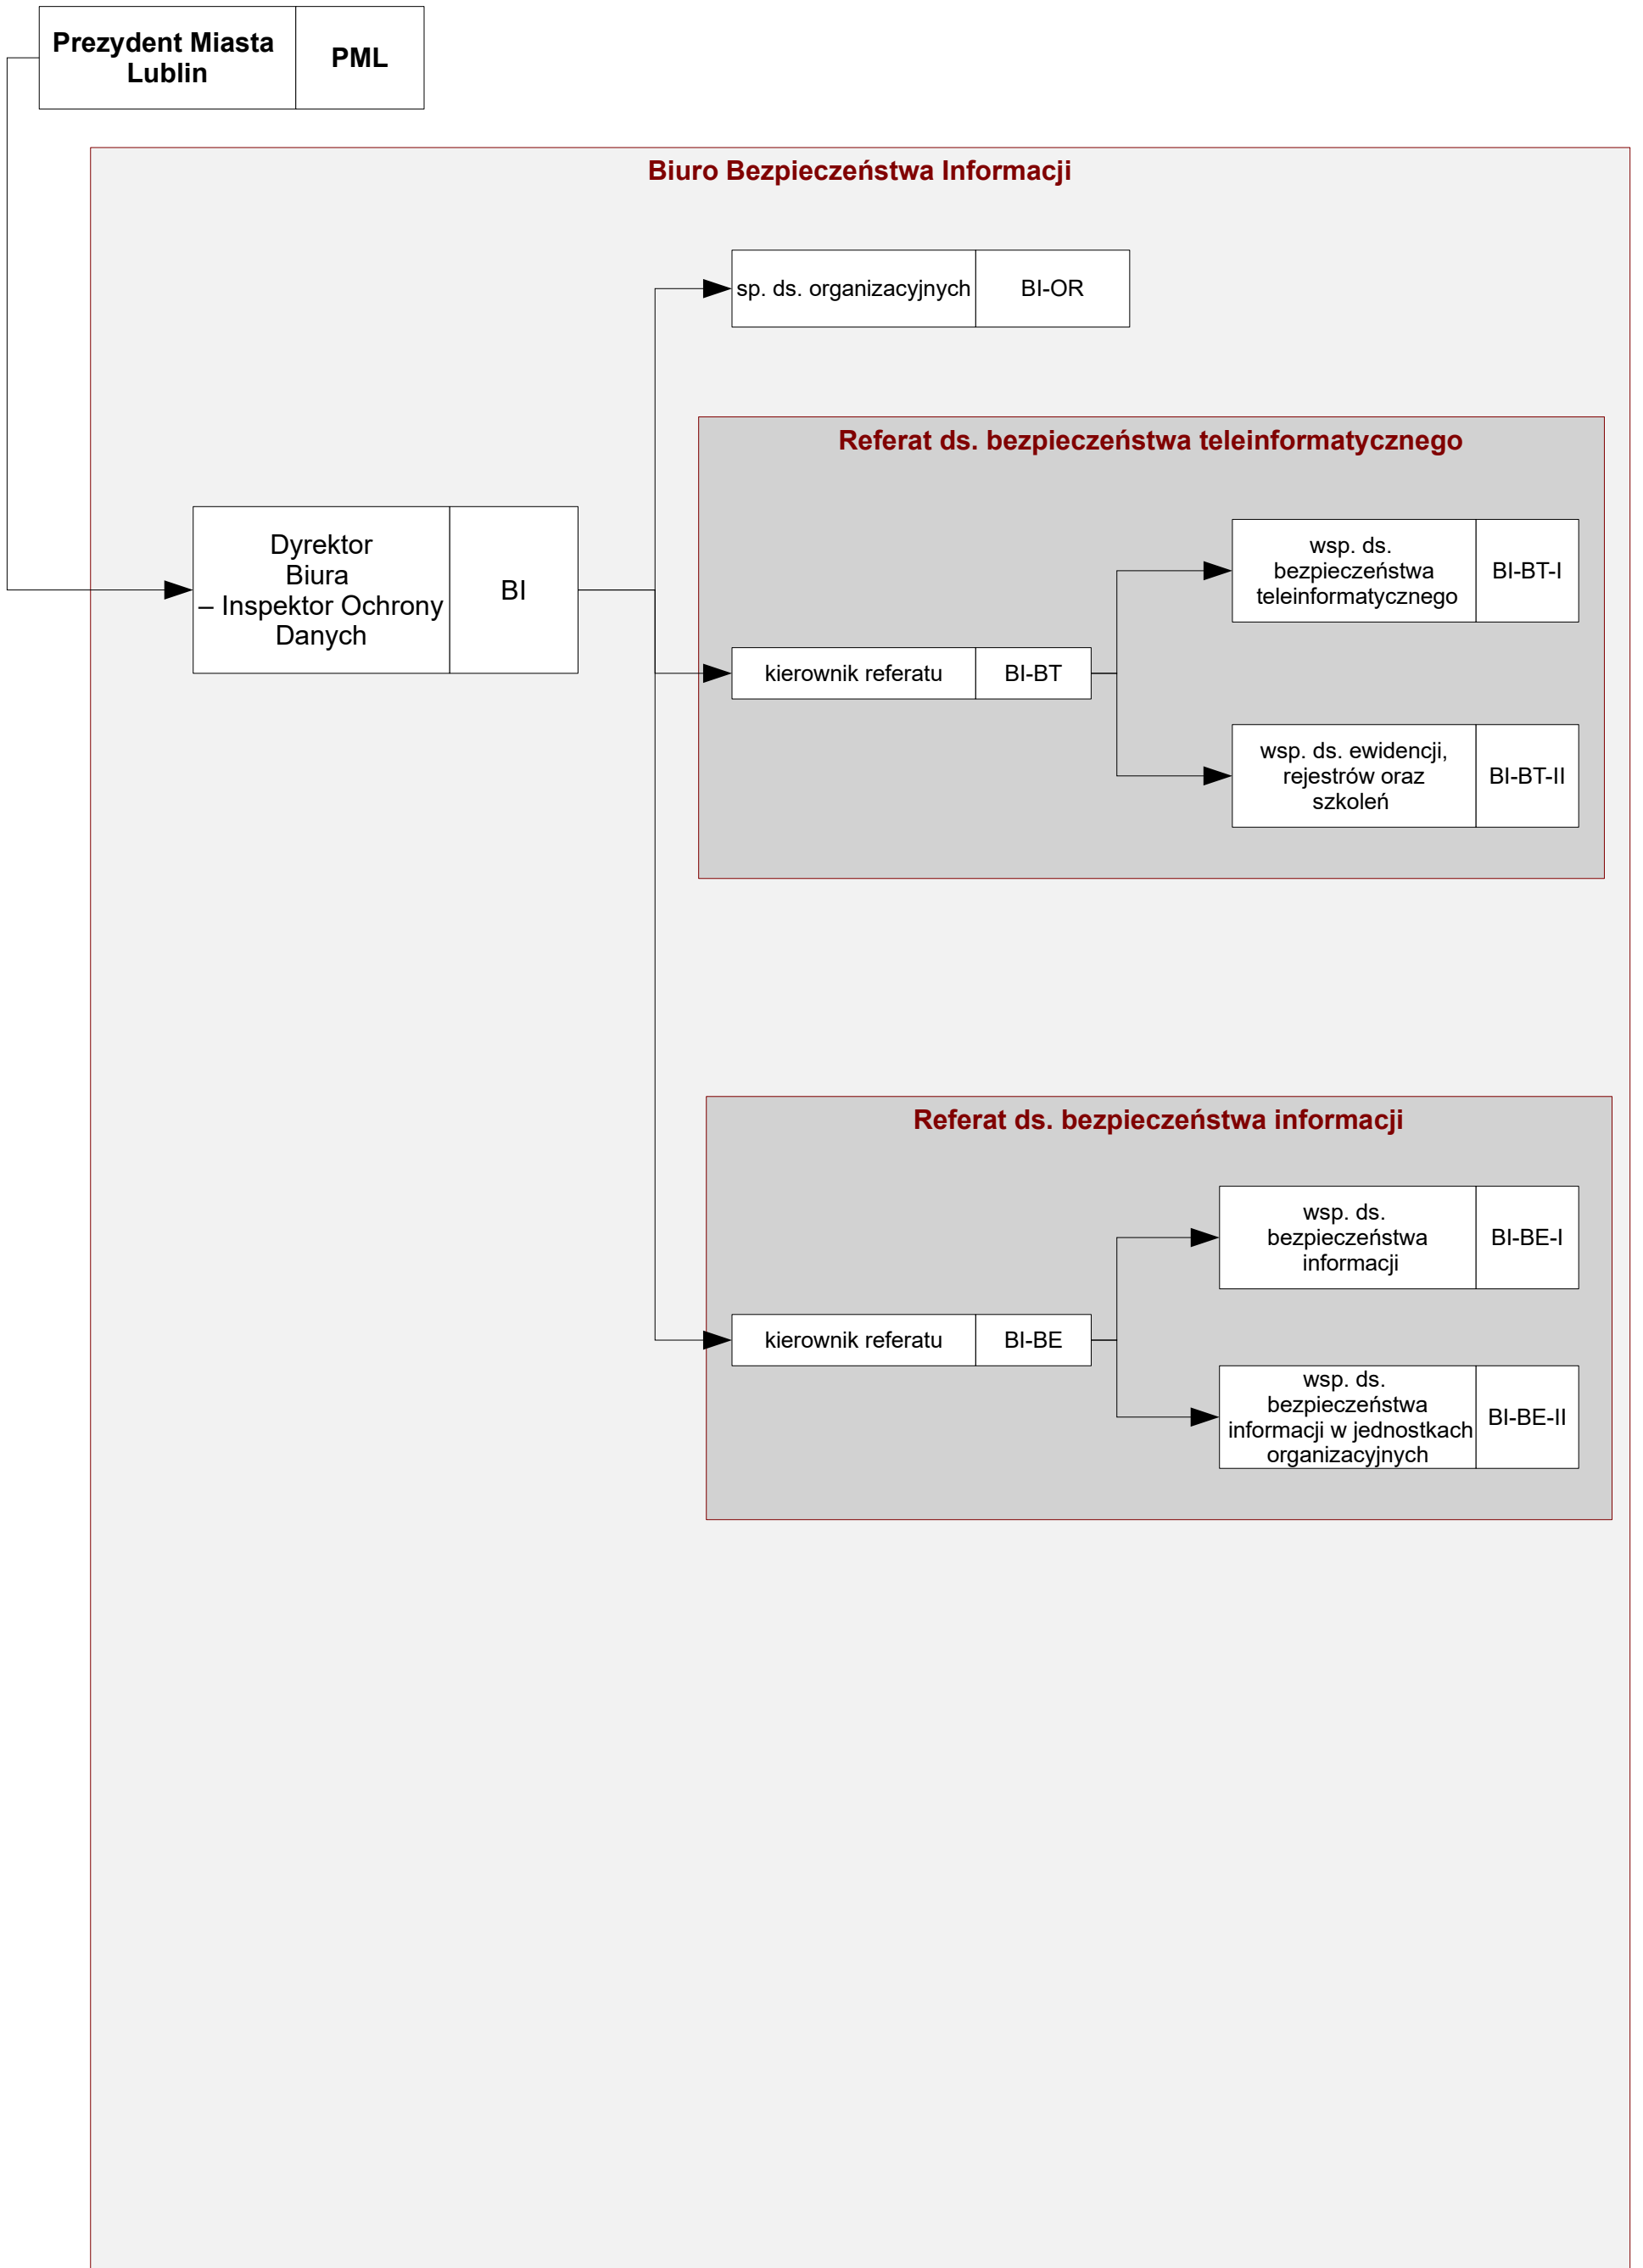 Prezydent Miasta
Lublin
PML
Biuro Bezpieczeństwa Informacji
sp. ds. organizacyjnych
BI-OR
Referat ds. bezpieczeństwa teleinformatycznego
Dyrektor
Biura
– Inspektor Ochrony
Danych
BI
kierownik referatu
BI-BT
wsp. ds.
bezpieczeństwa
teleinformatycznego
BI-BT-I
wsp. ds. ewidencji,
rejestrów oraz
szkoleń
BI-BT-II
Referat ds. bezpieczeństwa informacji
kierownik referatu
BI-BE
wsp. ds.
bezpieczeństwa
informacji
BI-BE-I
wsp. ds.
bezpieczeństwa
informacji w jednostkach
organizacyjnych
BI-BE-II